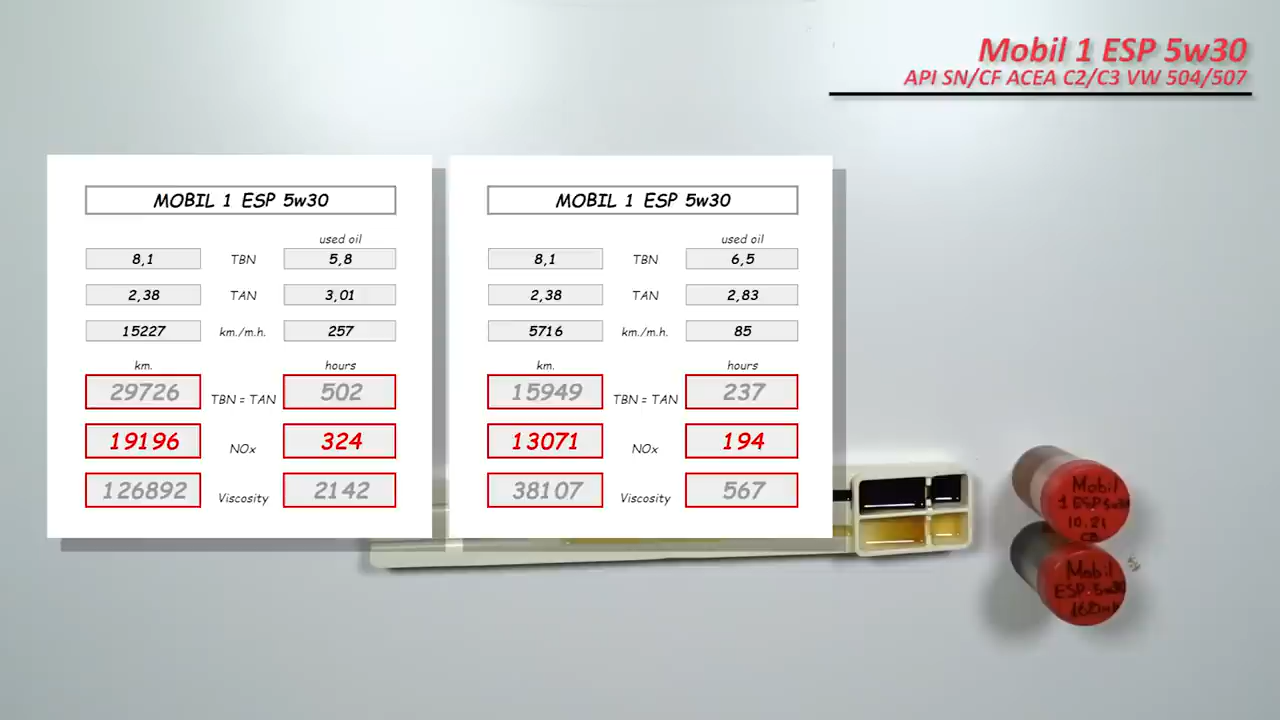 Mobil 1 ESP 5w30
API SN/CF ACEA C2/C3 VW 504/507
MOBIL 1 ESP 5w30
used oil
8,1 TBN 5,8
2,38 TAN 3,01
15227 km./m.h. 257
km. hours
29726 TBN = TAN 502
19196 NOx 324
126892 Viscosity 2142
MOBIL 1 ESP 5w30
used oil
8,1 TBN 6,5
2,38 TAN 2,83
5716 km./m.h. 85
km. hours
15949 TBN = TAN 237
13071 NOx 194
38107 Viscosity 567
Mobil
1 ESP 5w30
10.21
Mobil
ESP 5w30